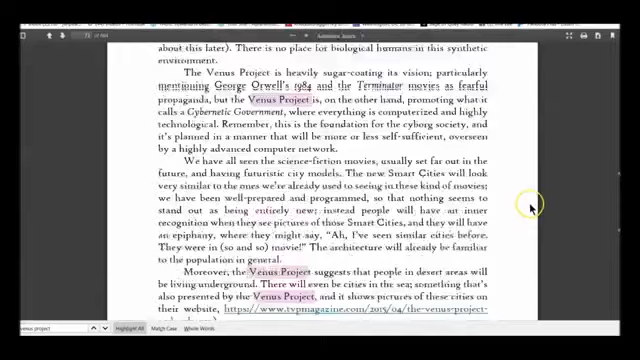 about this later). There is no place for biological humans in this synthetic
environment.
The Venus Project is heavily sugar-coating its vision; particularly
mentioning George Orwell's 1984 and the Terminator movies as fearful
propaganda, but the Venus Project is, on the other hand, promoting what it
calls a Cybernetic Government, where everything is computerized and highly
technological. Remember, this is the foundation for the cyborg society, and
it's planned in a manner that will be more or less self-sufficient, overseen
by a highly advanced computer network.
We have all seen the science-fiction movies, usually set far out in the
future, and having futuristic city models. The new Smart Cities will look
very similar to the ones we're already used to seeing in these kind of movies;
we have been well-prepared and programmed, so that nothing seems to
stand out as being entirely new; instead people will have an inner
recognition when they see pictures of those Smart Cities, and they will have
an epiphany, where they might say, "Ah, I've seen similar cities before.
They were in (so and so) movie!" The architecture will already be familiar
to the population in general.
Moreover, the Venus Project suggests that people in desert areas will
be living underground. There will even be cities in the sea; something that's
also presented by the Venus Project, and it shows pictures of these cities on
their website, https://www.tvpmagazine.com/2015/04/the-venus-project-
venus project
Highlight All Match Case Whole Words